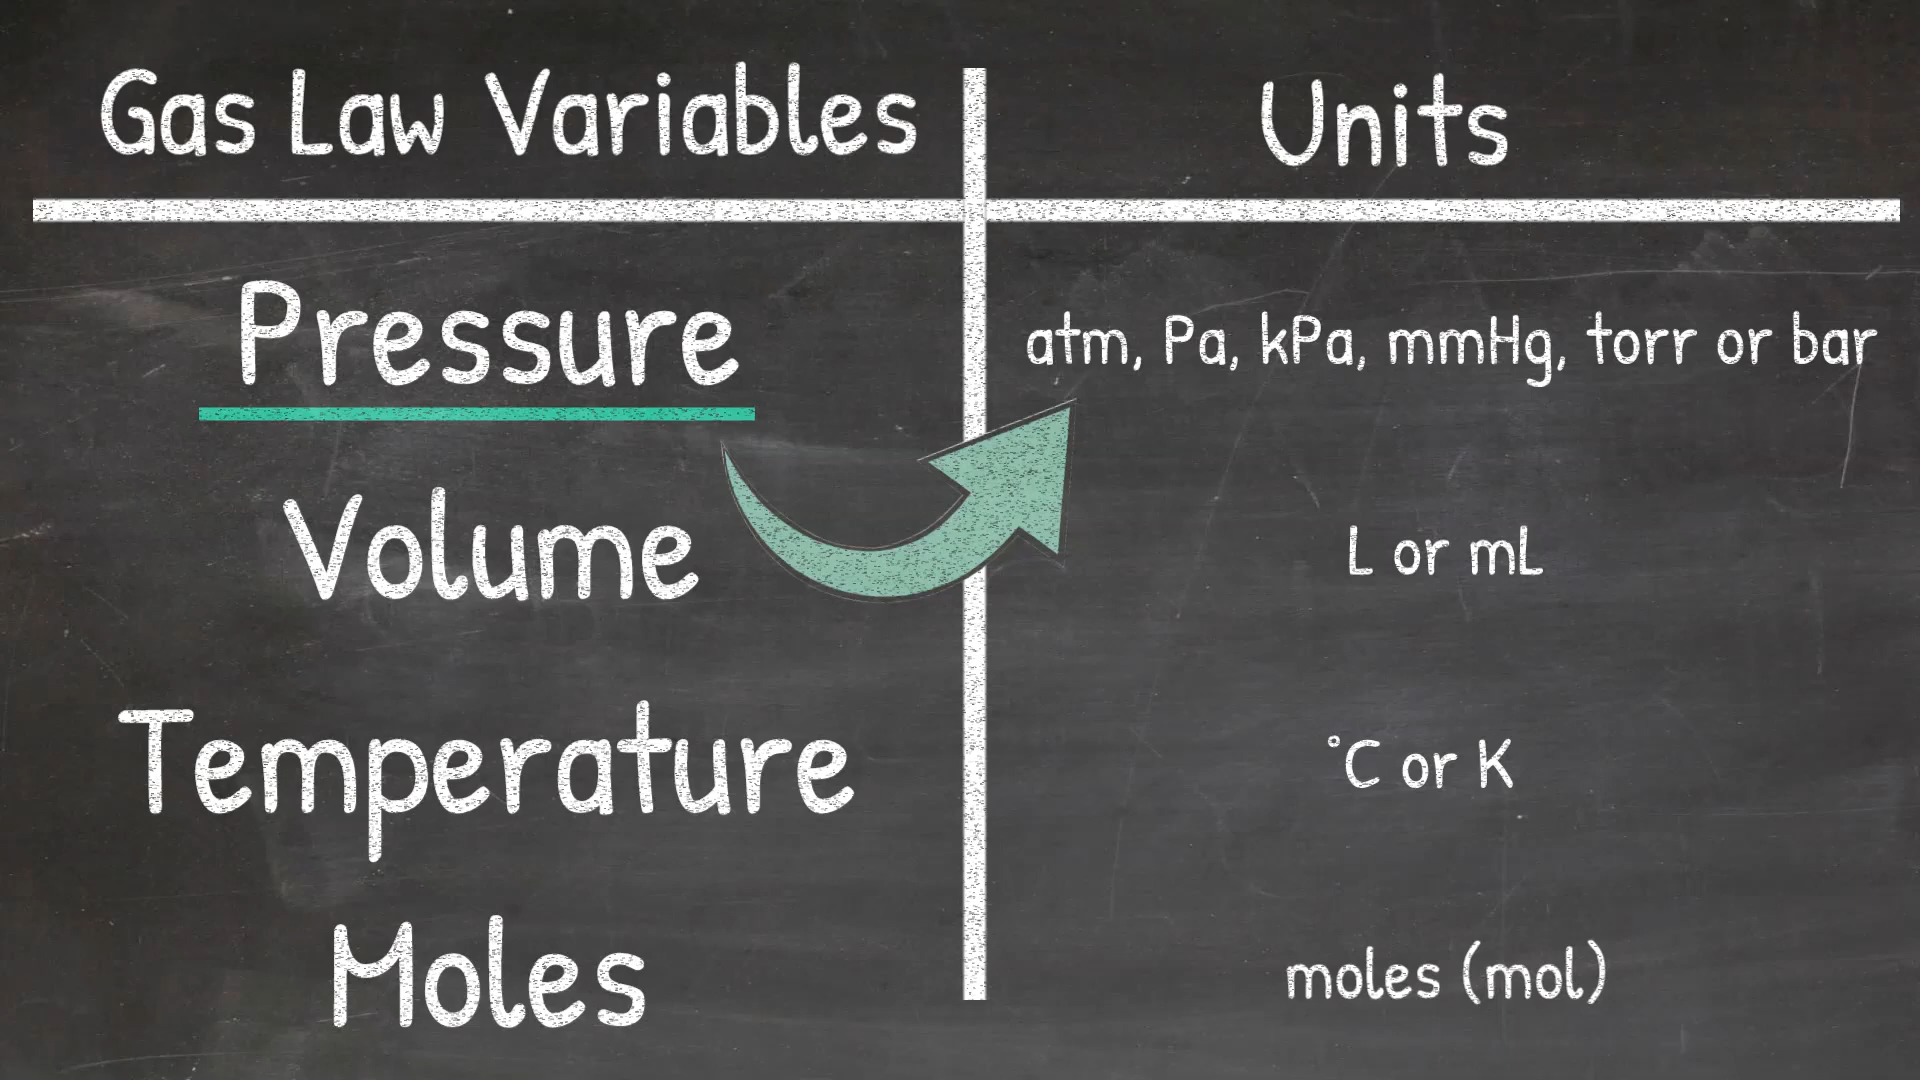 Gas Law Variables
Units
Pressure
atm, Pa, kPa, mmHg, torr or bar
Volume
L or mL
Temperature
°C or K
Moles
moles (mol)